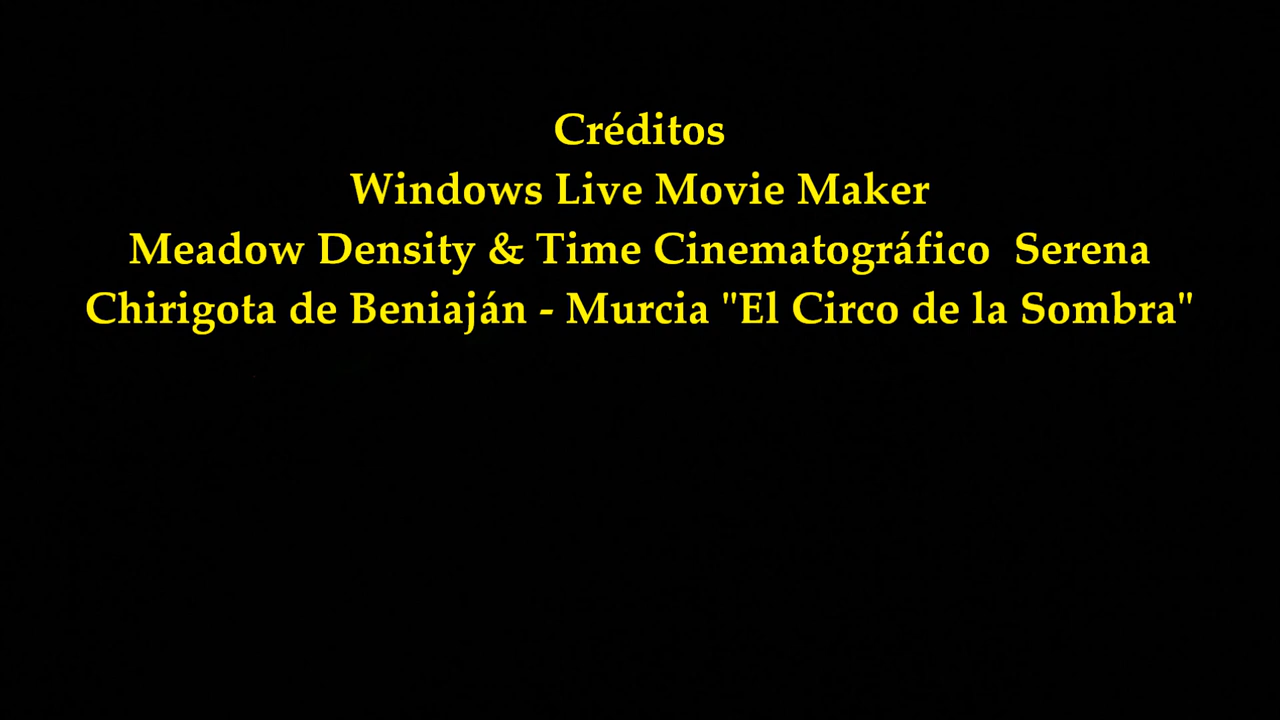 Créditos
Windows Live Movie Maker
Meadow Density & Time Cinematográfico  Serena
Chirigota de Beniaján - Murcia "El Circo de la Sombra"